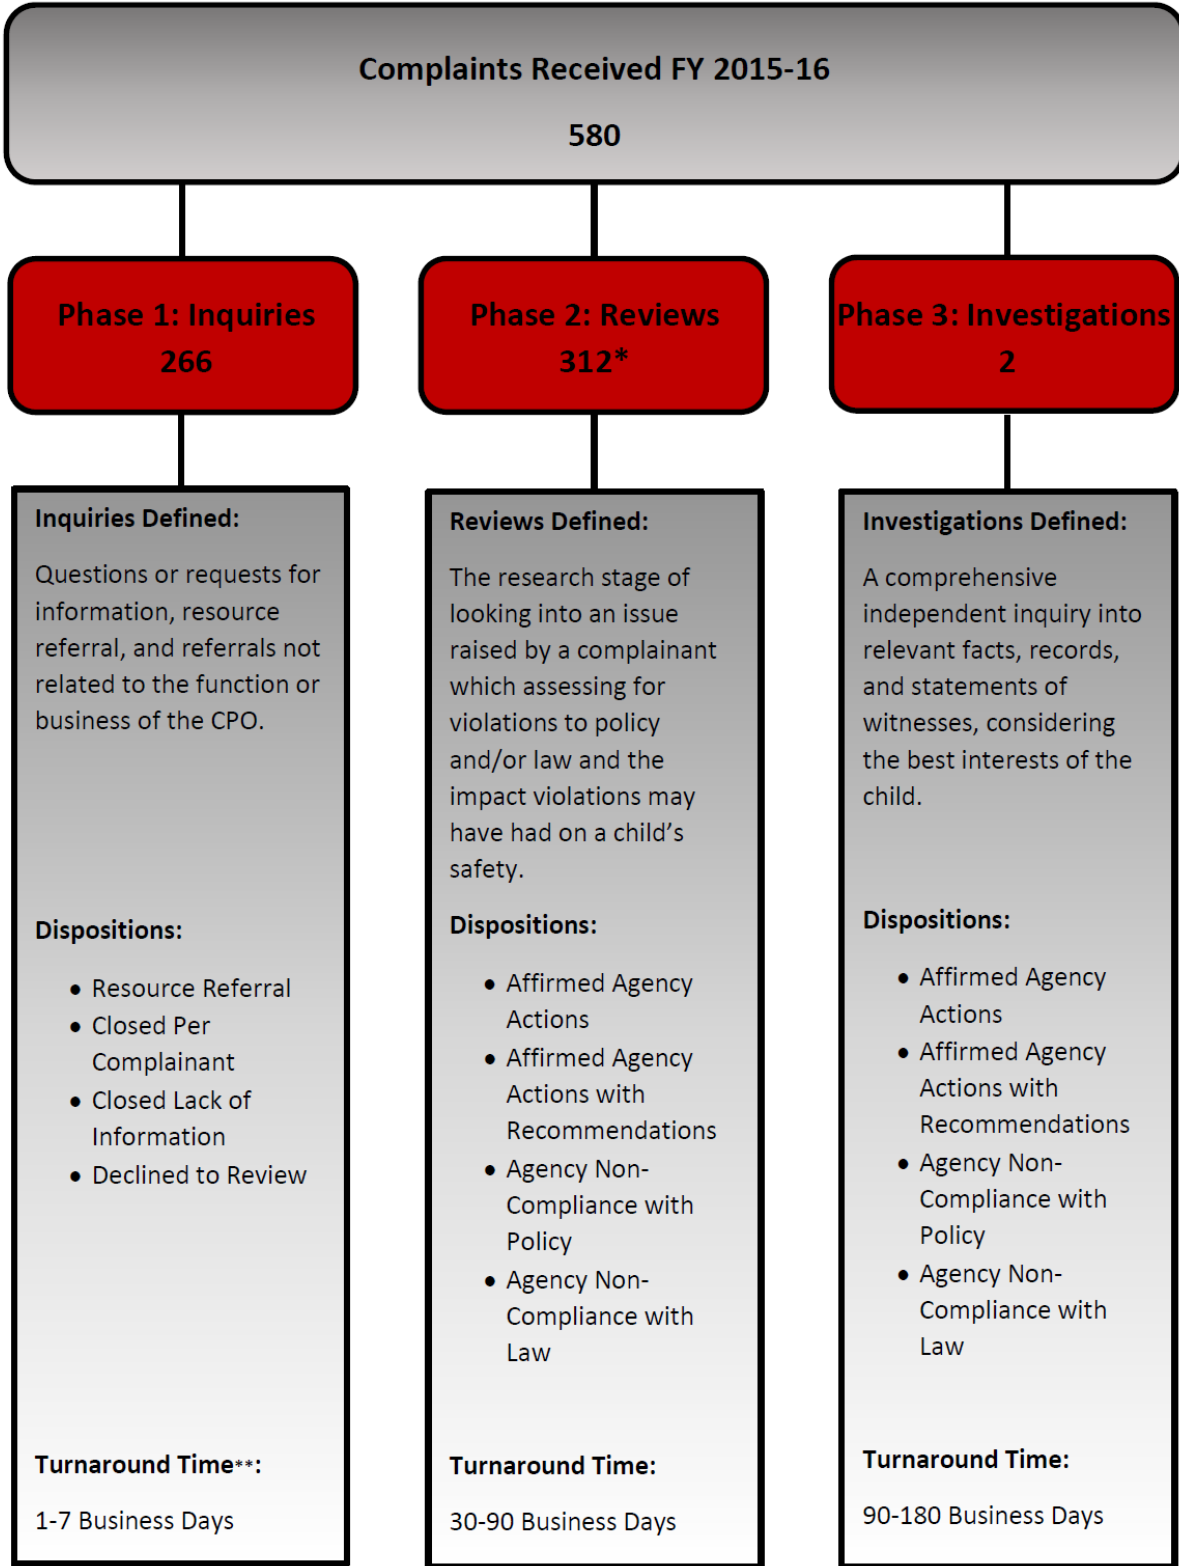 Complaints Received FY 2015-16
580
Phase 1: Inquiries
266
Phase 2: Reviews
312*
Phase 3: Investigations
2
Inquiries Defined:
Questions or requests for
information, resource
referral, and referrals not
related to the function or
business of the CPO.
Dispositions:
• Resource Referral
• Closed Per
Complainant
• Closed Lack of
Information
• Declined to Review
Turnaround Time**:
1-7 Business Days
Reviews Defined:
The research stage of
looking into an issue
raised by a complainant
which assessing for
violations to policy
and/or law and the
impact violations may
have had on a child’s
safety.
Dispositions:
• Affirmed Agency
Actions
• Affirmed Agency
Actions with
Recommendations
• Agency Non-
Compliance with
Policy
• Agency Non-
Compliance with
Law
Turnaround Time:
30-90 Business Days
Investigations Defined:
A comprehensive
independent inquiry into
relevant facts, records,
and statements of
witnesses, considering
the best interests of the
child.
Dispositions:
• Affirmed Agency
Actions
• Affirmed Agency
Actions with
Recommendations
• Agency Non-
Compliance with
Policy
• Agency Non-
Compliance with
Law
Turnaround Time:
90-180 Business Days